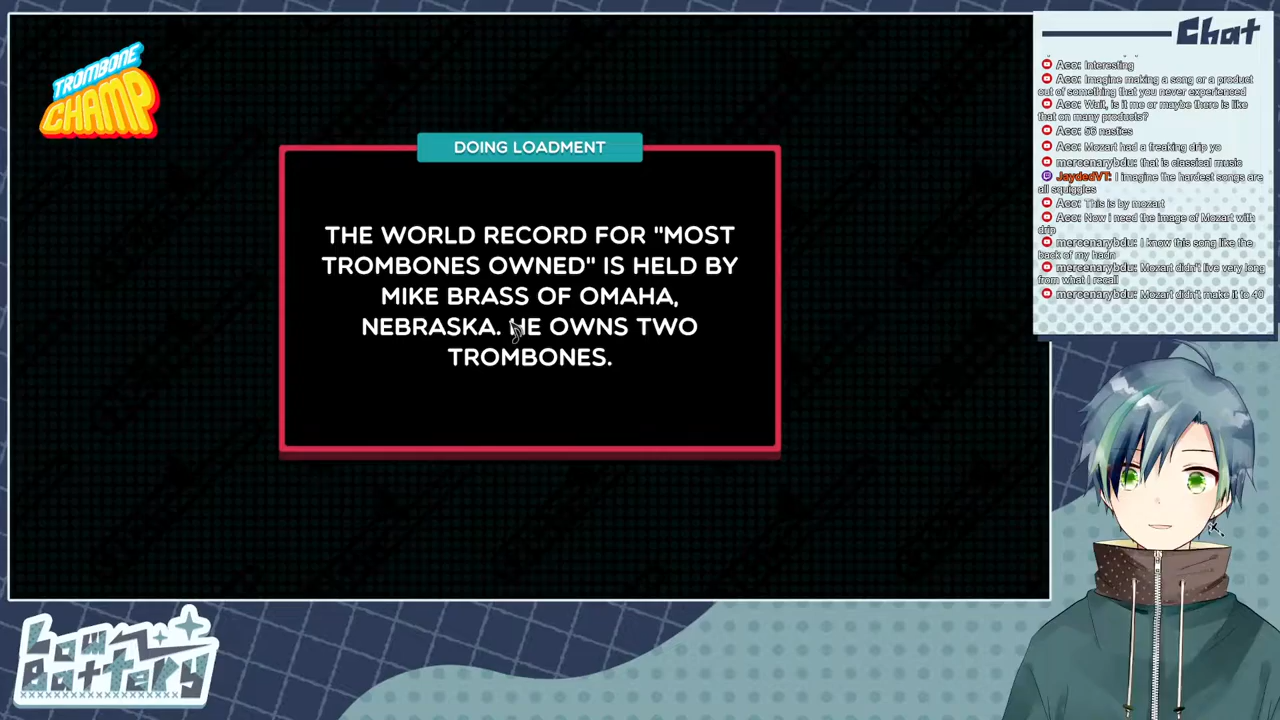 TROMBONE
CHAMP
DOING LOADMENT
THE WORLD RECORD FOR "MOST
TROMBONES OWNED" IS HELD BY
MIKE BRASS OF OMAHA,
NEBRASKA. HE OWNS TWO
TROMBONES.
Chat
Aco: Interesting
Aco: Imagine making a song or a product
out of something that you never experienced
Aco: Wait, is it me or maybe there is like
that on many products?
Aco: 56 nasties
Aco: Mozart had a freaking drip yo
mercenarybdu: that is classical music
JaydedVT: I imagine the hardest songs are
all squiggles
Aco: This is by mozart
Aco: Now i need the image of Mozart with
drip
mercenarybdu: I know this song like the
back of my hadn
mercenarybdu: Mozart didn't live very long
from what I recall
mercenarybdu: Mozart didn't make it to 40
Low
Battery